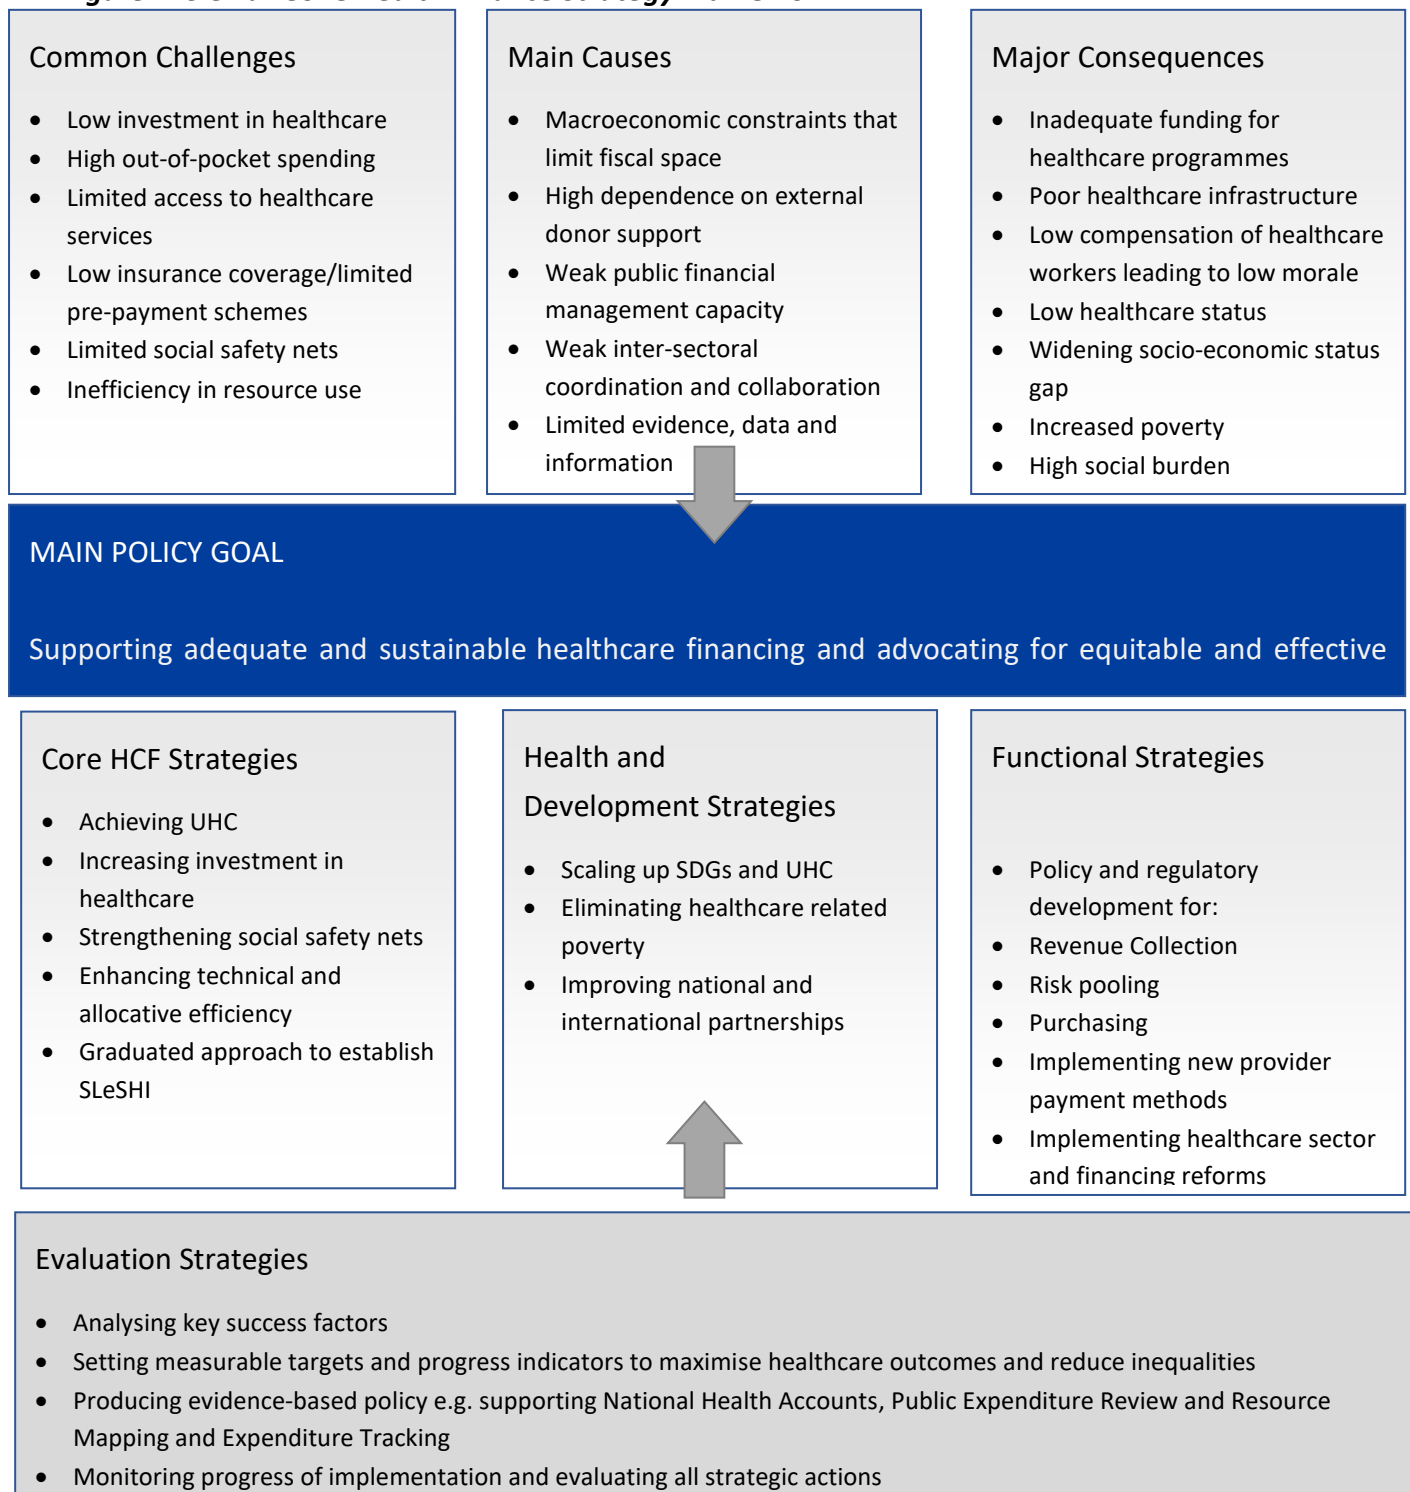 Common Challenges
• Low investment in healthcare
• High out-of-pocket spending
• Limited access to healthcare
services
• Low insurance coverage/limited
pre-payment schemes
• Limited social safety nets
• Inefficiency in resource use
Main Causes
• Macroeconomic constraints that
limit fiscal space
• High dependence on external
donor support
• Weak public financial
management capacity
• Weak inter-sectoral
coordination and collaboration
• Limited evidence, data and
information
Major Consequences
• Inadequate funding for
healthcare programmes
• Poor healthcare infrastructure
• Low compensation of healthcare
workers leading to low morale
• Low healthcare status
• Widening socio-economic status
gap
• Increased poverty
• High social burden
MAIN POLICY GOAL
Supporting adequate and sustainable healthcare financing and advocating for equitable and effective
Core HCF Strategies
• Achieving UHC
• Increasing investment in
healthcare
• Strengthening social safety nets
• Enhancing technical and
allocative efficiency
• Graduated approach to establish
SLeSHI
Health and
Development Strategies
• Scaling up SDGs and UHC
• Eliminating healthcare related
poverty
• Improving national and
international partnerships
Functional Strategies
• Policy and regulatory
development for:
• Revenue Collection
• Risk pooling
• Purchasing
• Implementing new provider
payment methods
• Implementing healthcare sector
and financing reforms
Evaluation Strategies
• Analysing key success factors
• Setting measurable targets and progress indicators to maximise healthcare outcomes and reduce inequalities
• Producing evidence-based policy e.g. supporting National Health Accounts, Public Expenditure Review and Resource
Mapping and Expenditure Tracking
• Monitoring progress of implementation and evaluating all strategic actions